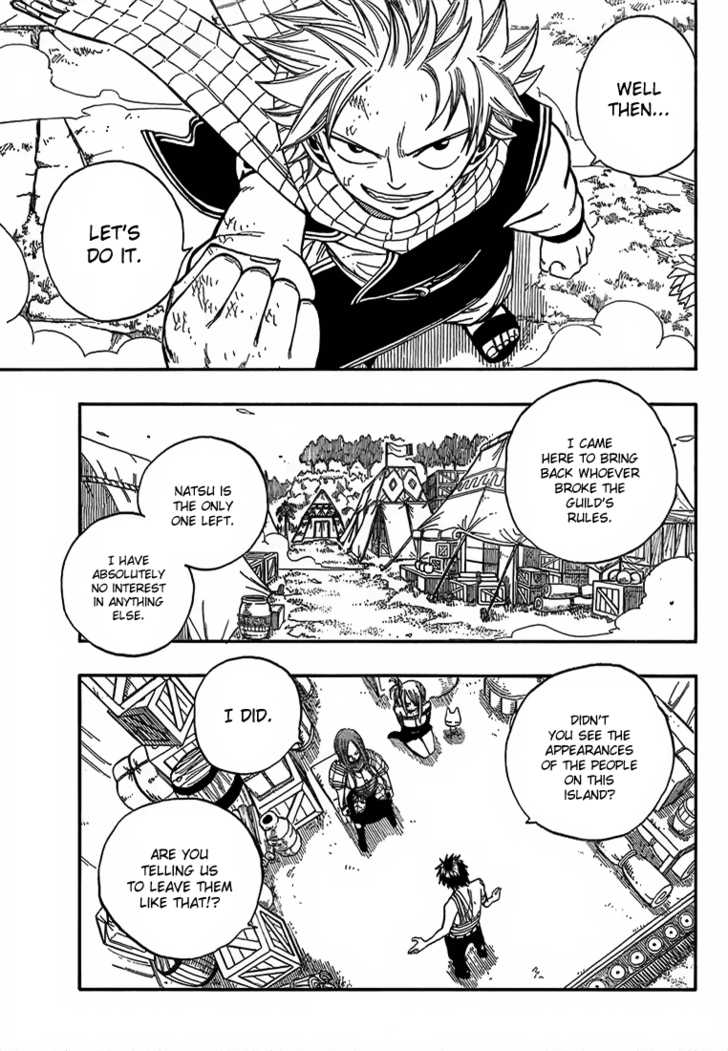 WELL
THEN...
LET'S
DO IT.
I CAME
HERE TO BRING
BACK WHOEVER
BROKE THE
GUILD'S
RULES.
NATSU IS
THE ONLY
ONE LEFT.
I HAVE
ABSOLUTELY
NO INTEREST
IN ANYTHING
ELSE.
DIDN'T
YOU SEE THE
APPEARANCES
OF THE PEOPLE
ON THIS
ISLAND?
I DID.
ARE YOU
TELLING US
TO LEAVE THEM
LIKE THAT!?